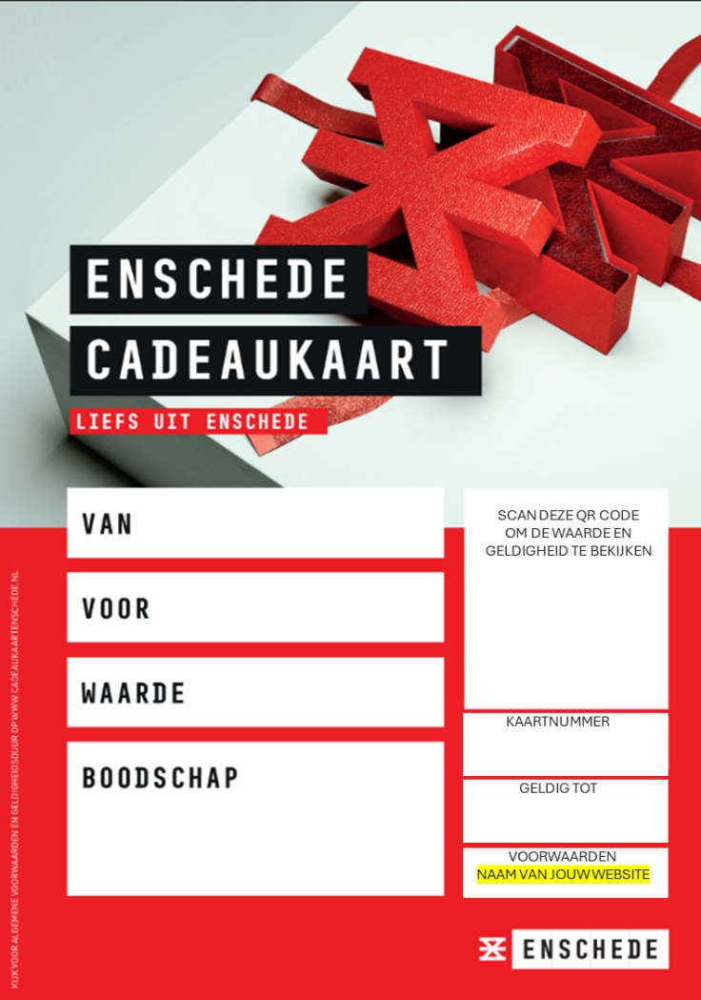 ENSCHEDE
CADEAUKAART
LIEFS UIT ENSCHEDE
VAN
VOOR
WAARDE
BOODSCHAP
SCAN DEZE QR CODE
OM DE WAARDE EN
GELDIGHEID TE BEKIJKEN
KAARTNUMMER
GELDIG TOT
VOORWAARDEN
NAAM VAN JOUW WEBSITE
KIJK VOOR ALGEMENE VOORWAARDEN EN GELDIGHEIDSDUUR OP WWW.CADEAUKAARTENSCHEDE.NL
ENSCHEDE